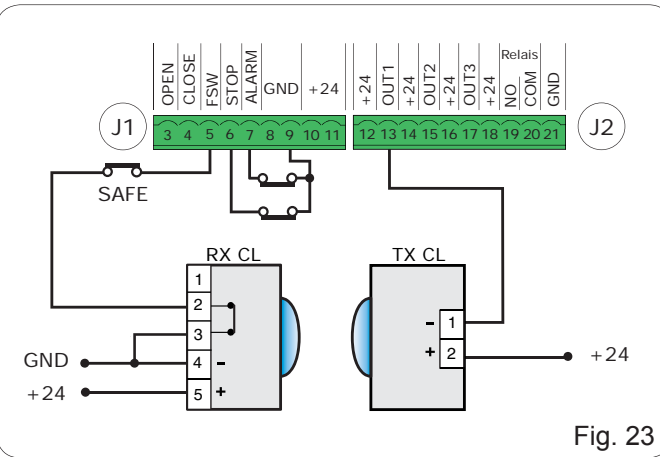 OPEN
CLOSE
FSW
STOP
ALARM
GND
+24
+24
OUT1
+24
OUT2
+24
OUT3
+24
Relais
NO_
COM
GND
J1
3 4 5 6 7 8 9 10 11
12 13 14 15 16 17 18 19 20 21
J2
SAFE
RX CL
TX CL
1
2
3
GND
4 -
+24
5 +
- 1
+ 2
+24
Fig. 23